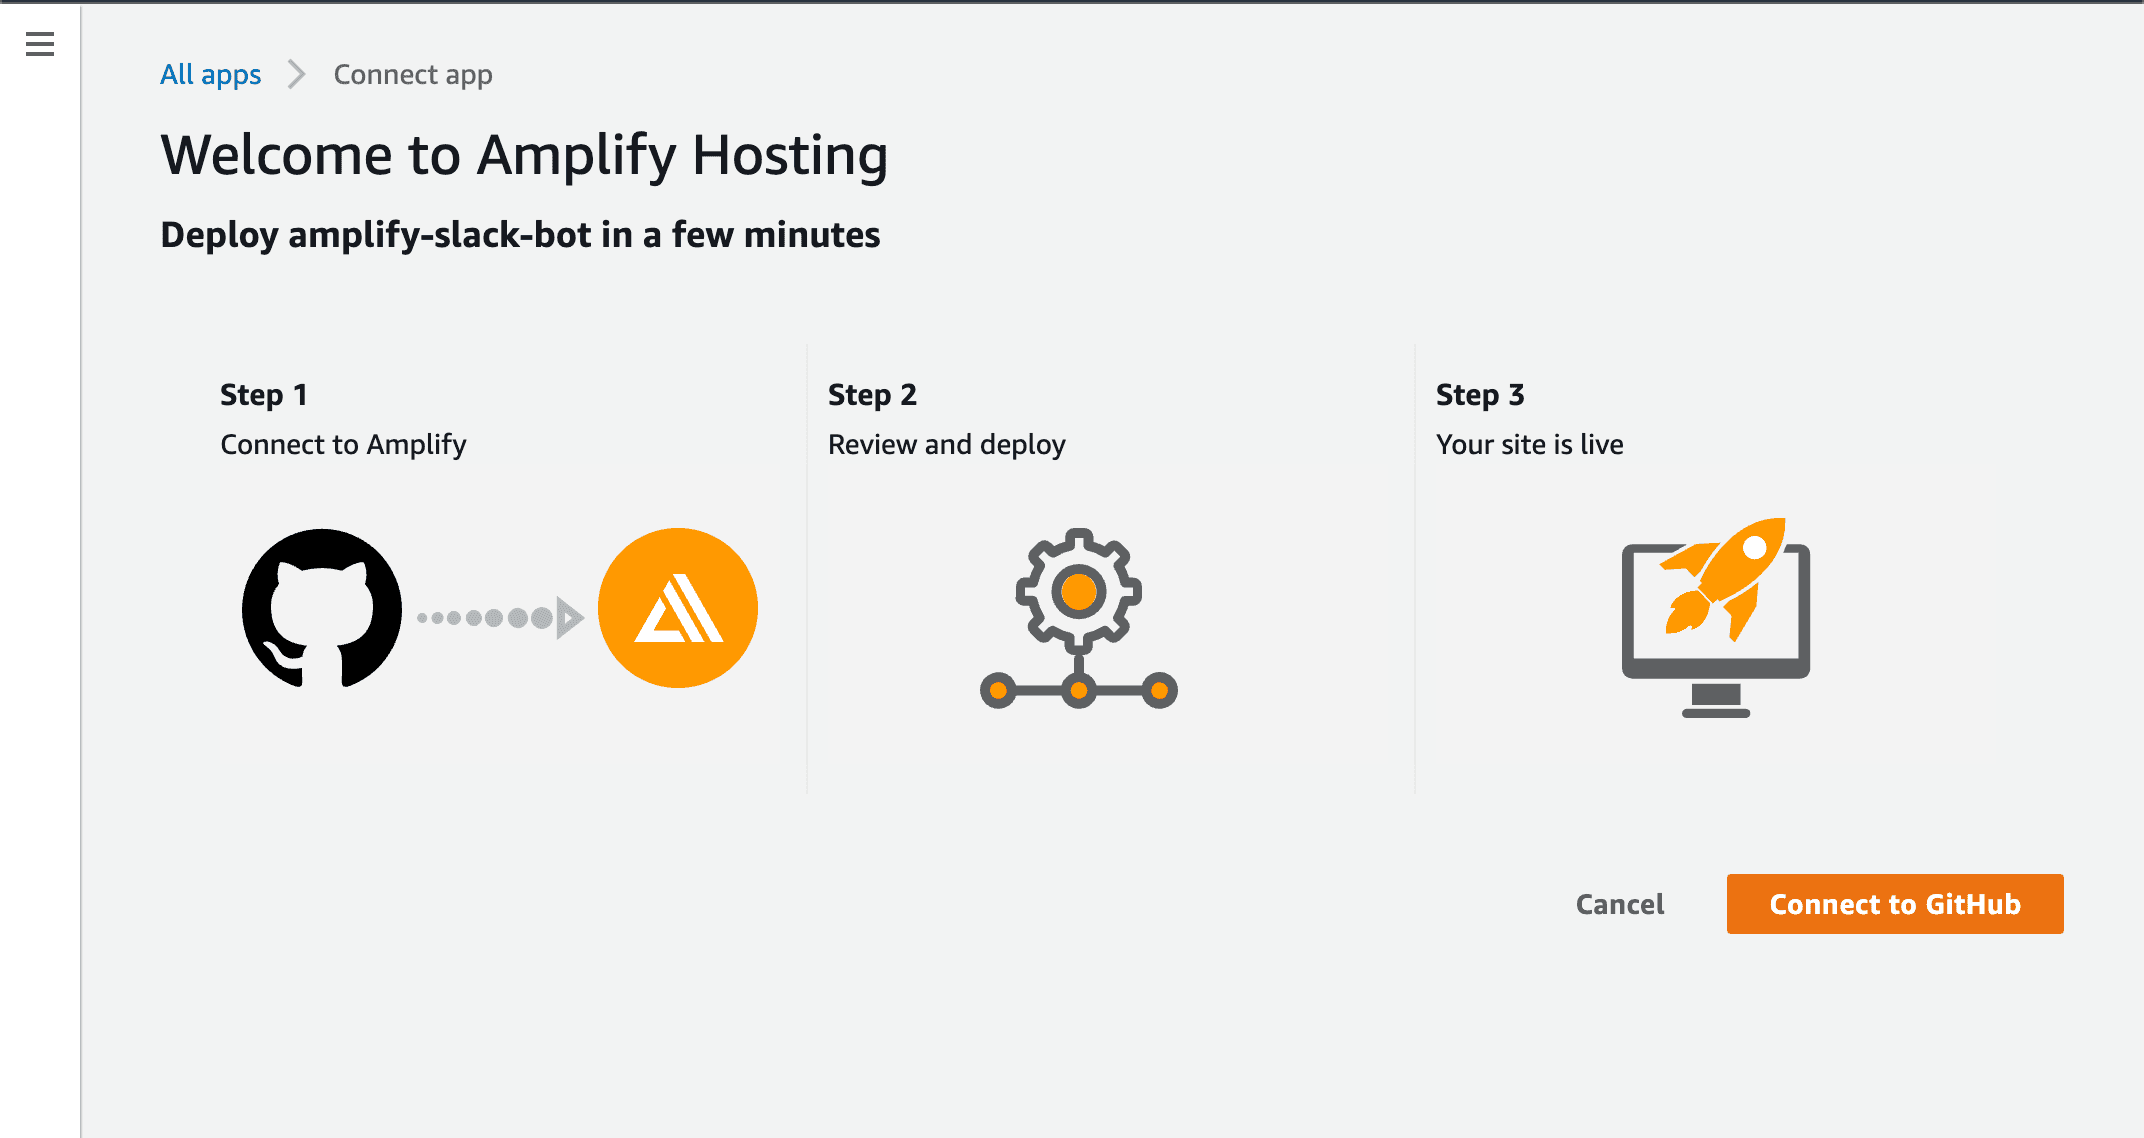 All apps
Connect app
Welcome to Amplify Hosting
Deploy amplify-slack-bot in a few minutes
Step 1
Connect to Amplify
Step 2
Review and deploy
Step 3
Your site is live
Cancel
Connect to GitHub